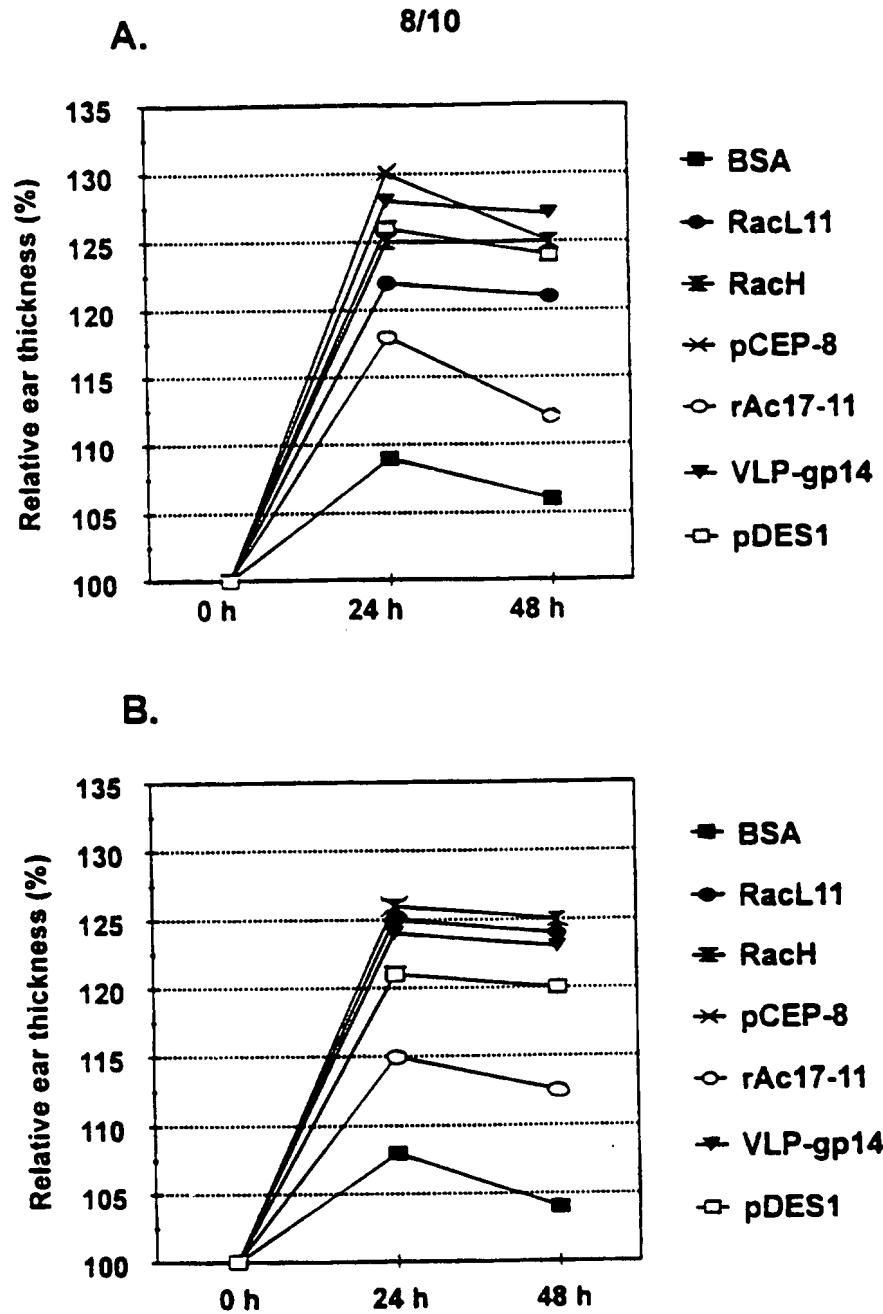 8/10
A.
Relative ear thickness (%)
135
130
125
120
115
110
105
100
0 h 24 h 48 h
BSA
RacL11
RacH
pCEP-8
rAc17-11
VLP-gp14
pDES1
B.
Relative ear thickness (%)
135
130
125
120
115
110
105
100
0 h 24 h 48 h
BSA
RacL11
RacH
pCEP-8
rAc17-11
VLP-gp14
pDES1